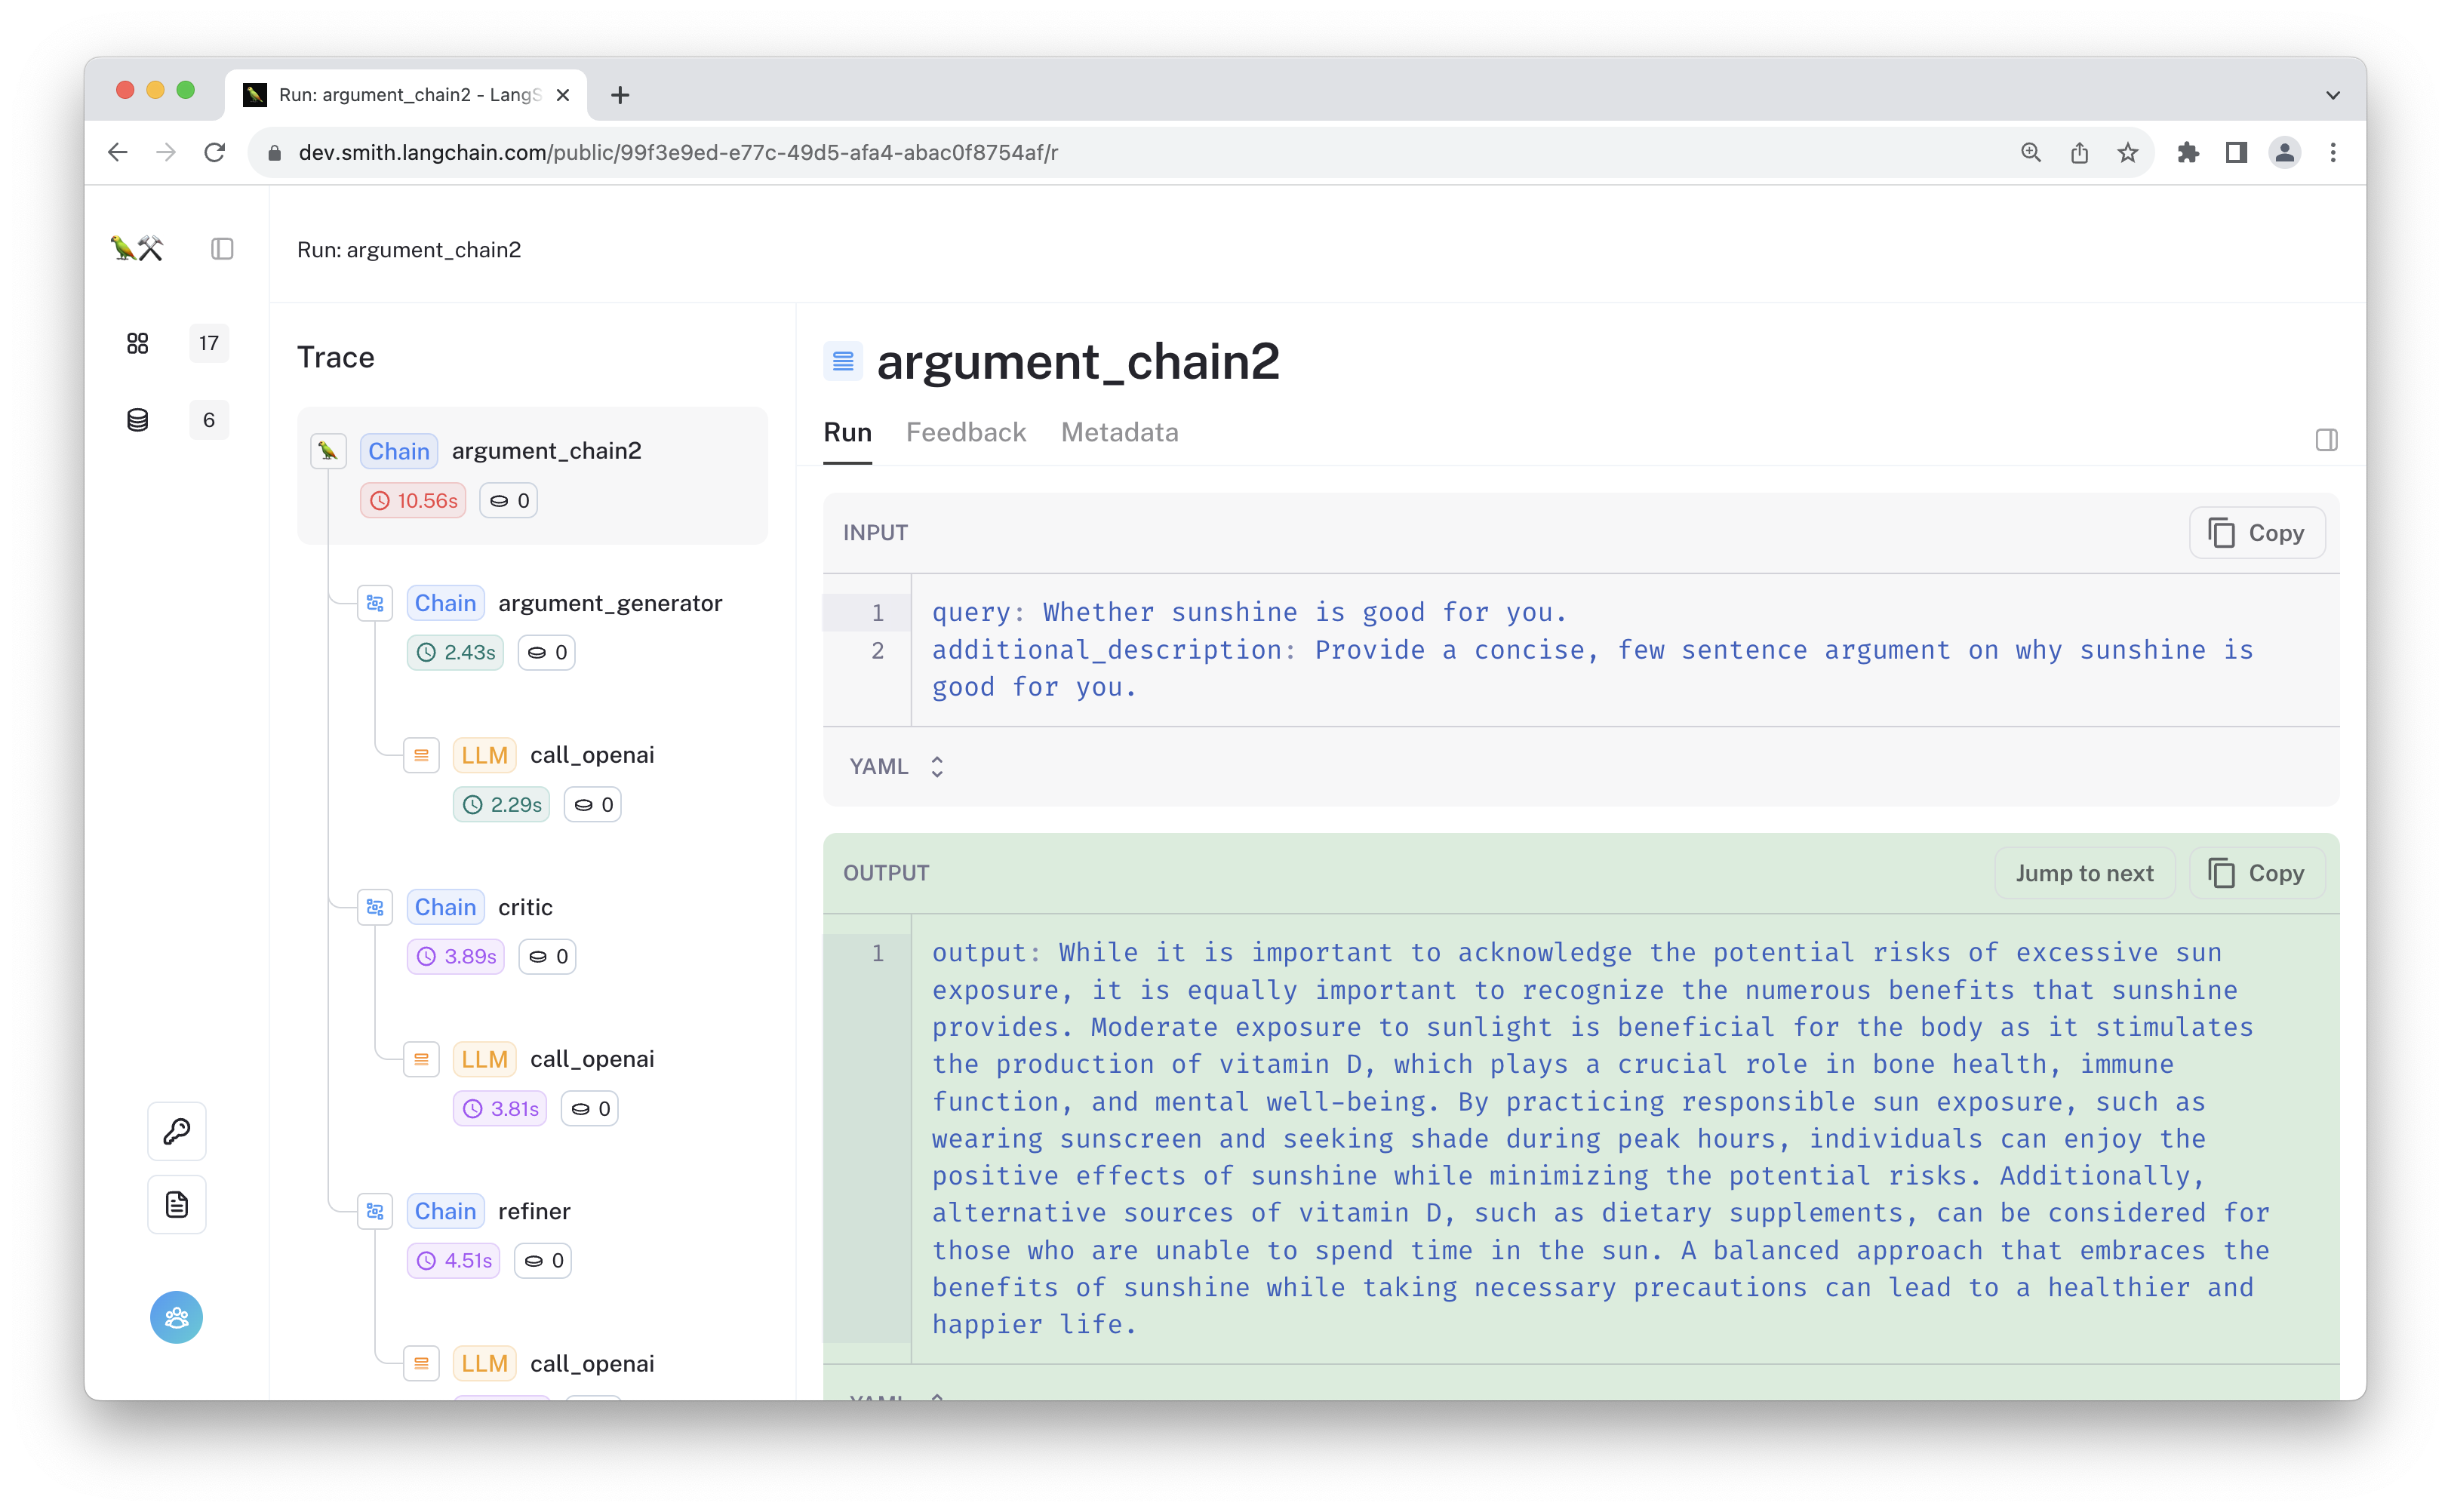 Run: argument_chain2 - LangS
dev.smith.langchain.com/public/99f3e9ed-e77c-49d5-afa4-abac0f8754af/r
Run: argument_chain2
17
6
Trace
Chain argument_chain2
10.56s 0
Chain argument_generator
2.43s 0
LLM call_openai
2.29s 0
Chain critic
3.89s 0
LLM call_openai
3.81s 0
Chain refiner
4.51s 0
LLM call_openai
argument_chain2
Run Feedback Metadata
INPUT Copy
1 query: Whether sunshine is good for you.
2 additional_description: Provide a concise, few sentence argument on why sunshine is
good for you.
YAML
OUTPUT Jump to next Copy
1 output: While it is important to acknowledge the potential risks of excessive sun
exposure, it is equally important to recognize the numerous benefits that sunshine
provides. Moderate exposure to sunlight is beneficial for the body as it stimulates
the production of vitamin D, which plays a crucial role in bone health, immune
function, and mental well-being. By practicing responsible sun exposure, such as
wearing sunscreen and seeking shade during peak hours, individuals can enjoy the
positive effects of sunshine while minimizing the potential risks. Additionally,
alternative sources of vitamin D, such as dietary supplements, can be considered for
those who are unable to spend time in the sun. A balanced approach that embraces the
benefits of sunshine while taking necessary precautions can lead to a healthier and
happier life.
YAML